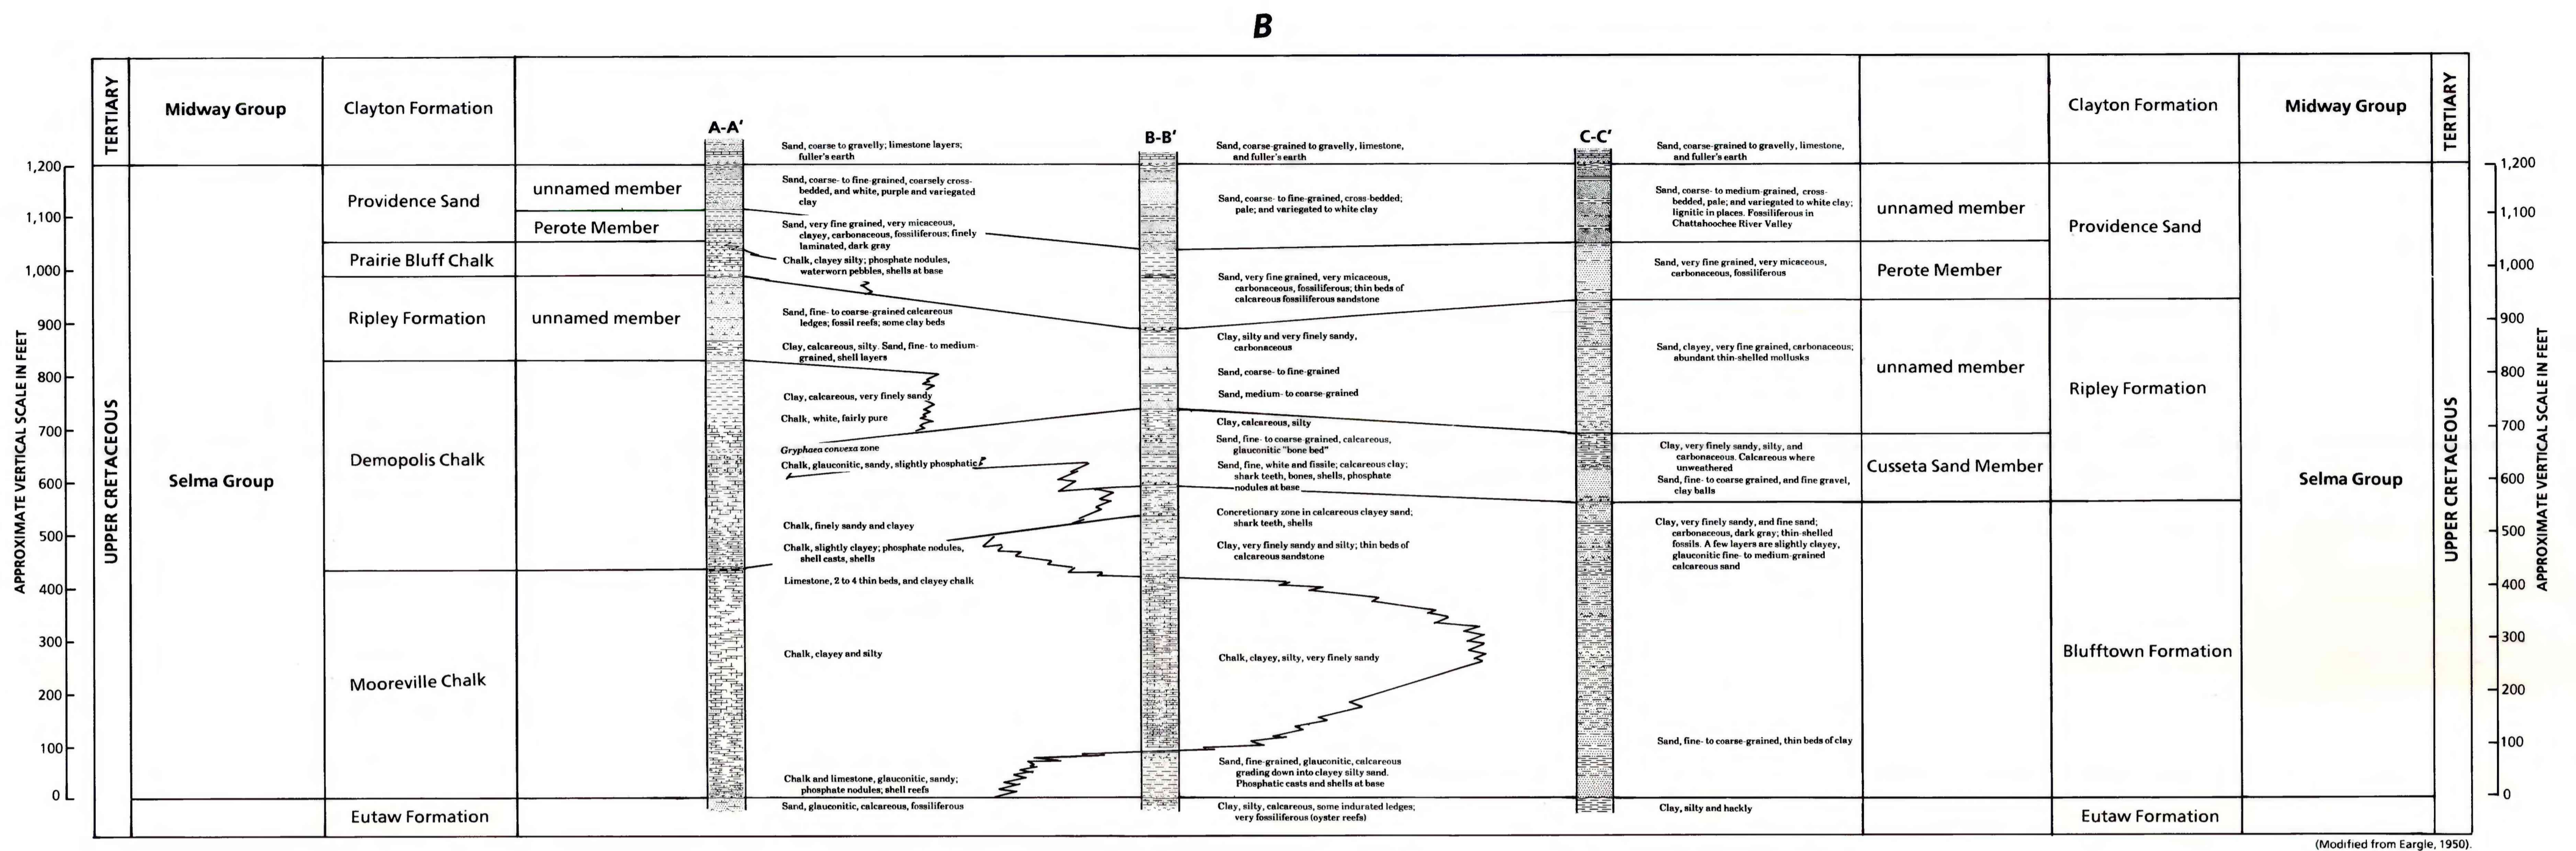 B
TERTIARY
Midway Group
Clayton Formation
UPPER CRETACEOUS
Selma Group
Providence Sand
unnamed member
Perote Member
Prairie Bluff Chalk
Ripley Formation
unnamed member
Demopolis Chalk
Mooreville Chalk
Eutaw Formation
APPROXIMATE VERTICAL SCALE IN FEET
1,200
1,100
1,000
900
800
700
600
500
400
300
200
100
0
A-A'
Sand, coarse to gravelly; limestone layers;
fuller's earth
Sand, coarse- to fine-grained, coarsely cross-
bedded, and white, purple and variegated
clay
Sand, very fine grained, very micaceous,
clayey, carbonaceous, fossiliferous; finely
laminated, dark gray
Chalk, clayey silty; phosphate nodules,
waterworn pebbles, shells at base
Sand, fine- to coarse-grained calcareous
ledges; fossil reefs; some clay beds
Clay, calcareous, silty. Sand, fine- to medium-
grained, shell layers
Clay, calcareous, very finely sandy
Chalk, white, fairly pure
Gryphaea convexa zone
Chalk, glauconitic, sandy, slightly phosphatic
Chalk, finely sandy and clayey
Chalk, slightly clayey; phosphate nodules,
shell casts, shells
Limestone, 2 to 4 thin beds, and clayey chalk
Chalk, clayey and silty
Chalk and limestone, glauconitic, sandy;
phosphate nodules; shell reefs
Sand, glauconitic, calcareous, fossiliferous
B-B'
Sand, coarse-grained to gravelly, limestone,
and fuller's earth
Sand, coarse- to fine-grained, cross-bedded;
pale; and variegated to white clay
Sand, very fine grained, very micaceous,
carbonaceous, fossiliferous; thin beds of
calcareous fossiliferous sandstone
Clay, silty and very finely sandy,
carbonaceous
Sand, coarse- to fine-grained
Sand, medium- to coarse-grained
Clay, calcareous, silty
Sand, fine- to coarse-grained, calcareous,
glauconitic "bone bed"
Sand, fine, white and fissile; calcareous clay;
shark teeth, bones, shells, phosphate
nodules at base
Concretionary zone in calcareous clayey sand;
shark teeth, shells
Clay, very finely sandy and silty; thin beds of
calcareous sandstone
Chalk, clayey, silty, very finely sandy
Sand, fine-grained, glauconitic, calcareous
grading down into clayey silty sand.
Phosphatic casts and shells at base
Clay, silty, calcareous, some indurated ledges;
very fossiliferous (oyster reefs)
C-C'
Sand, coarse-grained to gravelly, limestone,
and fuller's earth
Sand, coarse- to medium-grained, cross-
bedded, pale; and variegated to white clay;
lignitic in places. Fossiliferous in
Chattahoochee River Valley
Sand, very fine grained, very micaceous,
carbonaceous, fossiliferous
Sand, clayey, very fine grained, carbonaceous;
abundant thin-shelled mollusks
Clay, very finely sandy, silty, and
carbonaceous. Calcareous where
unweathered
Sand, fine- to coarse grained, and fine gravel,
clay balls
Clay, very finely sandy, and fine sand;
carbonaceous, dark gray; thin-shelled
fossils. A few layers are slightly clayey,
glauconitic fine- to medium-grained
calcareous sand
Sand, fine- to coarse-grained, thin beds of clay
Clay, silty and hackly
unnamed member
Perote Member
unnamed member
Cusseta Sand Member
Clayton Formation
Providence Sand
Ripley Formation
Blufftown Formation
Eutaw Formation
Midway Group
Selma Group
TERTIARY
UPPER CRETACEOUS
1,200
1,100
1,000
900
800
700
600
500
400
300
200
100
0
APPROXIMATE VERTICAL SCALE IN FEET
(Modified from Eargle, 1950).